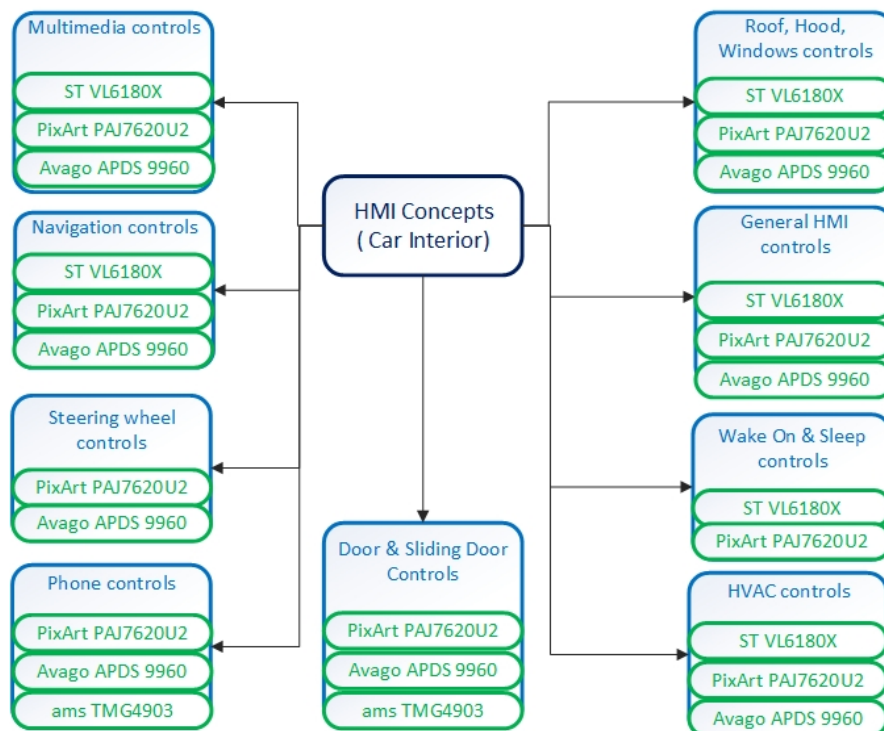 Multimedia controls
ST VL6180X
PixArt PAJ7620U2
Avago APDS 9960
Navigation controls
ST VL6180X
PixArt PAJ7620U2
Avago APDS 9960
Steering wheel
controls
PixArt PAJ7620U2
Avago APDS 9960
Phone controls
PixArt PAJ7620U2
Avago APDS 9960
ams TMG4903
HMI Concepts
( Car Interior)
Door & Sliding Door
Controls
PixArt PAJ7620U2
Avago APDS 9960
ams TMG4903
Roof, Hood,
Windows controls
ST VL6180X
PixArt PAJ7620U2
Avago APDS 9960
General HMI
controls
ST VL6180X
PixArt PAJ7620U2
Avago APDS 9960
Wake On & Sleep
controls
ST VL6180X
PixArt PAJ7620U2
HVAC controls
ST VL6180X
PixArt PAJ7620U2
Avago APDS 9960